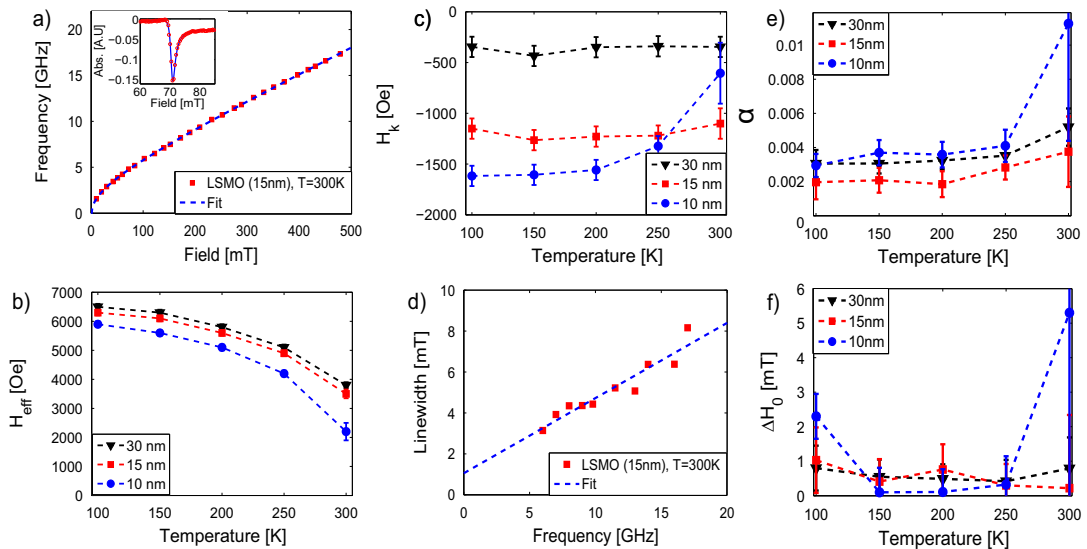 a)
Frequency [GHz]
20
15
10
5
0
0 100 200 300 400 500
Field [mT]
LSMO (15nm), T=300K
Fit
Abs. [A.U]
0
−0.05
−0.1
−0.15
60 70 80
Field [mT]
c)
H_k [Oe]
0
−500
−1000
−1500
−2000
100 150 200 250 300
Temperature [K]
30 nm
15 nm
10 nm
e)
α
0.01
0.008
0.006
0.004
0.002
0
100 150 200 250 300
Temperature [K]
30nm
15nm
10nm
b)
H_eff [Oe]
7000
6000
5000
4000
3000
2000
1000
0
100 150 200 250 300
Temperature [K]
30 nm
15 nm
10 nm
d)
Linewidth [mT]
10
8
6
4
2
0
0 5 10 15 20
Frequency [GHz]
LSMO (15nm), T=300K
Fit
f)
ΔH_0 [mT]
6
5
4
3
2
1
0
100 150 200 250 300
Temperature [K]
30nm
15nm
10nm